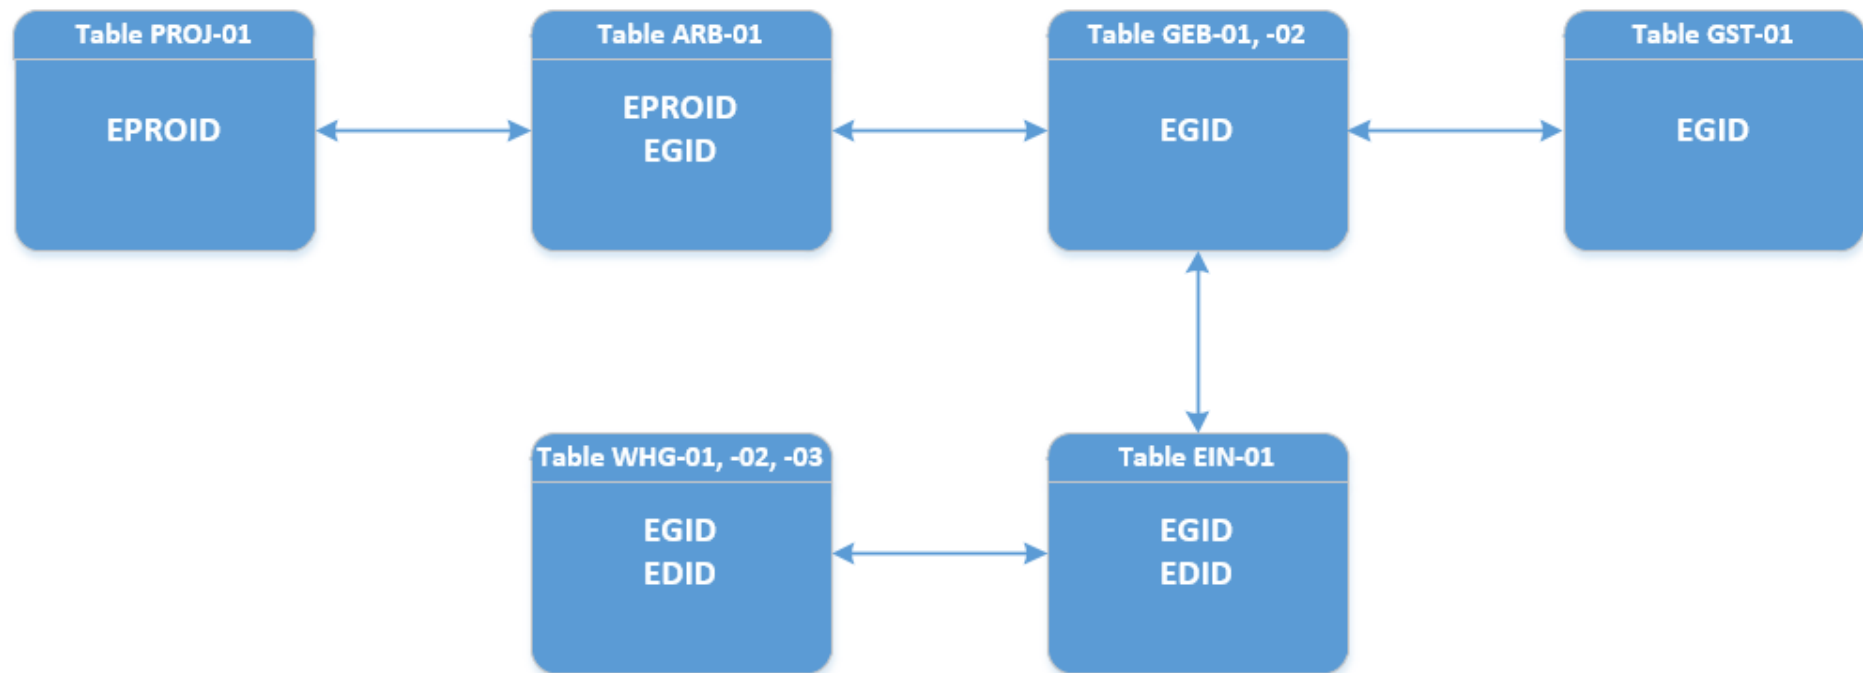 Table PROJ-01
EPROID
Table ARB-01
EPROID
EGID
Table GEB-01, -02
EGID
Table GST-01
EGID
Table WHG-01, -02, -03
EGID
EDID
Table EIN-01
EGID
EDID